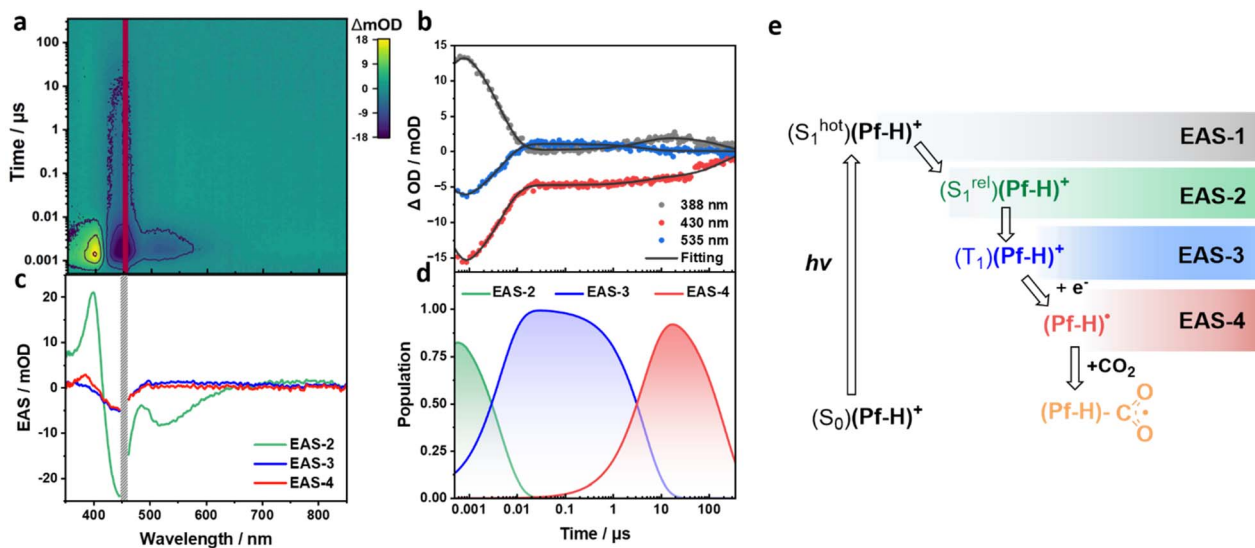 a
ΔmOD
18
9
0
-9
-18
100
10
1
0.1
0.01
0.001
Time / μs
b
Δ OD / mOD
15
10
5
0
−5
−10
−15
388 nm
430 nm
535 nm
Fitting
c
EAS / mOD
20
10
0
-10
-20
EAS-2
EAS-3
EAS-4
400 500 600 700 800
Wavelength / nm
d
EAS-2 EAS-3 EAS-4
Population
1.00
0.75
0.50
0.25
0.00
0.001 0.01 0.1 1 10 100
Time / μs
e
(S₁ʰᵒᵗ)(Pf-H)⁺
EAS-1
(S₁ʳᵉˡ)(Pf-H)⁺
EAS-2
(T₁)(Pf-H)⁺
EAS-3
hv
+ e⁻
(Pf-H)•
EAS-4
+CO₂
(S₀)(Pf-H)⁺
(Pf-H)-C
O
O